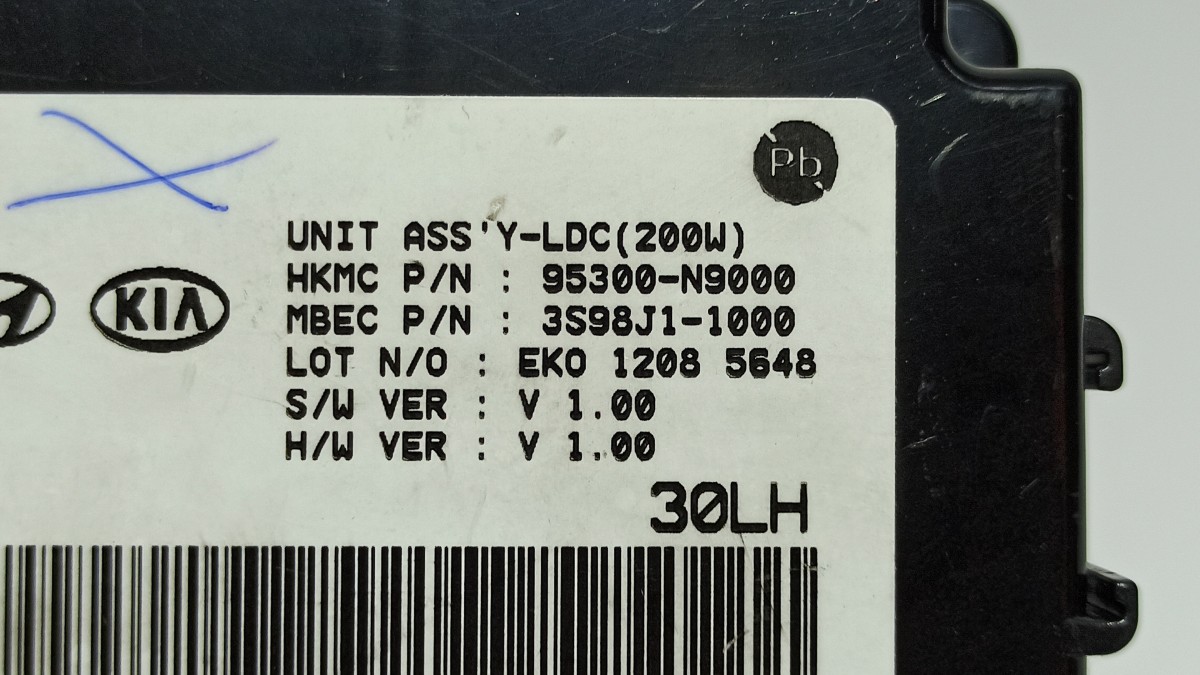 Pb
UNIT ASS'Y-LDC(200W)
HKMC P/N : 95300-N9000
KIA
MBEC P/N : 3S98J1-1000
LOT N/O : EKO 1208 5648
S/W VER : V 1.00
H/W VER : V 1.00
30LH